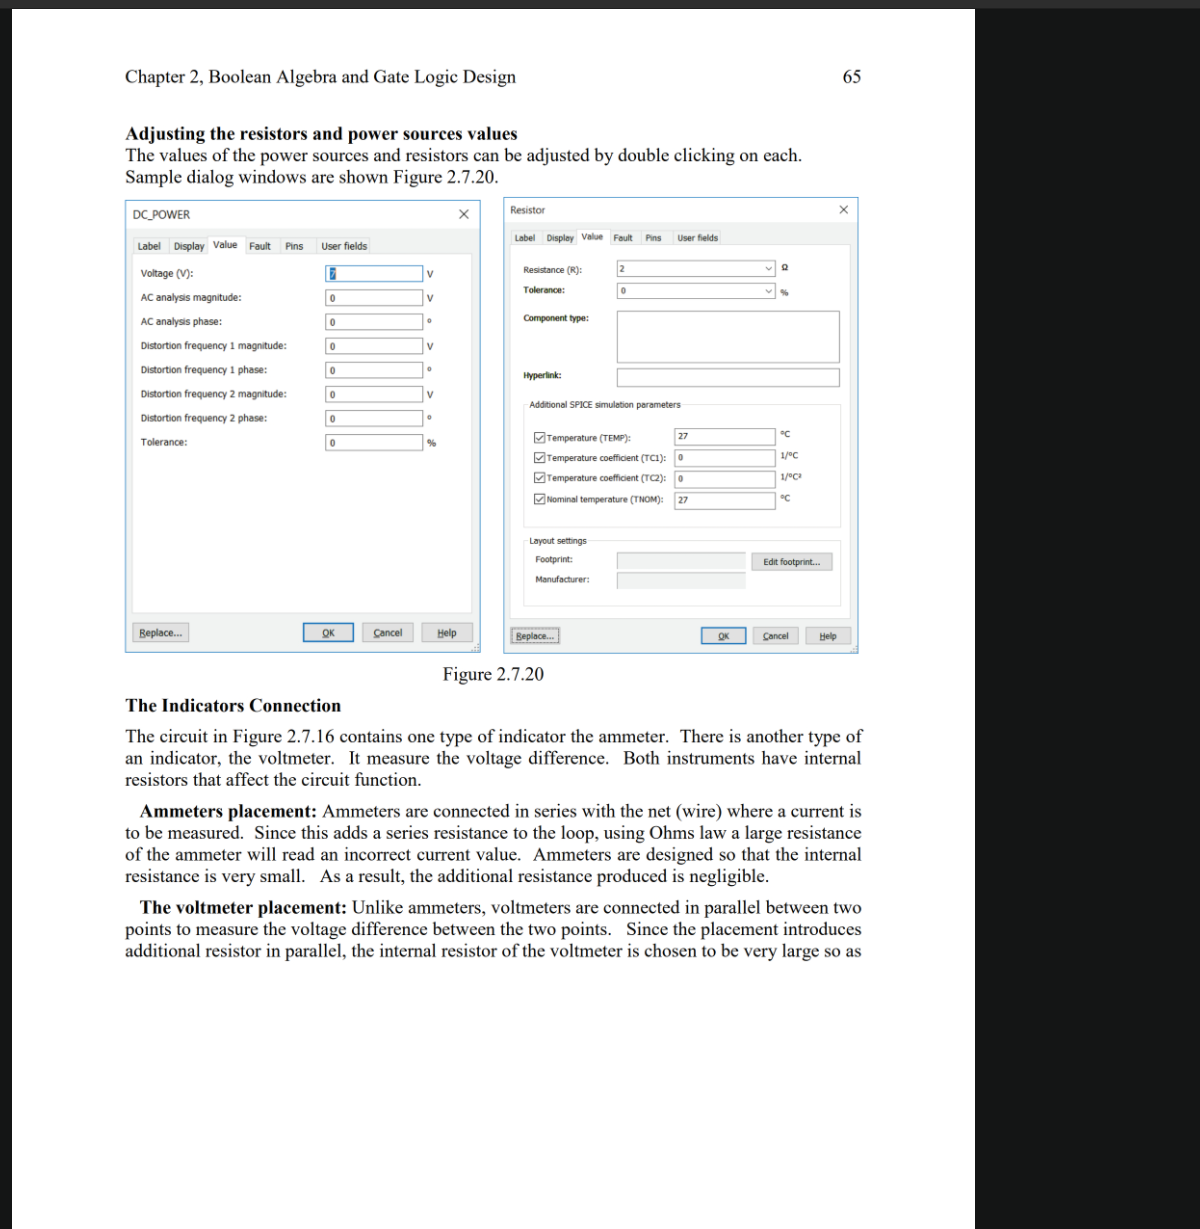 Chapter 2, Boolean Algebra and Gate Logic Design 65
Adjusting the resistors and power sources values
The values of the power sources and resistors can be adjusted by double clicking on each.
Sample dialog windows are shown Figure 2.7.20.
DC_POWER
Label Display Value Fault Pins User fields
Voltage (V): 7 V
AC analysis magnitude: 0 V
AC analysis phase: 0 °
Distortion frequency 1 magnitude: 0 V
Distortion frequency 1 phase: 0 °
Distortion frequency 2 magnitude: 0 V
Distortion frequency 2 phase: 0 °
Tolerance: 0 %
Replace... OK Cancel Help
Resistor
Label Display Value Fault Pins User fields
Resistance (R): 2 Ω
Tolerance: 0 %
Component type:
Hyperlink:
Additional SPICE simulation parameters
Temperature (TEMP): 27 °C
Temperature coefficient (TC1): 0 1/°C
Temperature coefficient (TC2): 0 1/°C²
Nominal temperature (TNOM): 27 °C
Layout settings
Footprint: Edit footprint...
Manufacturer:
Replace... OK Cancel Help
Figure 2.7.20
The Indicators Connection
The circuit in Figure 2.7.16 contains one type of indicator the ammeter. There is another type of
an indicator, the voltmeter. It measure the voltage difference. Both instruments have internal
resistors that affect the circuit function.
Ammeters placement: Ammeters are connected in series with the net (wire) where a current is
to be measured. Since this adds a series resistance to the loop, using Ohms law a large resistance
of the ammeter will read an incorrect current value. Ammeters are designed so that the internal
resistance is very small. As a result, the additional resistance produced is negligible.
The voltmeter placement: Unlike ammeters, voltmeters are connected in parallel between two
points to measure the voltage difference between the two points. Since the placement introduces
additional resistor in parallel, the internal resistor of the voltmeter is chosen to be very large so as